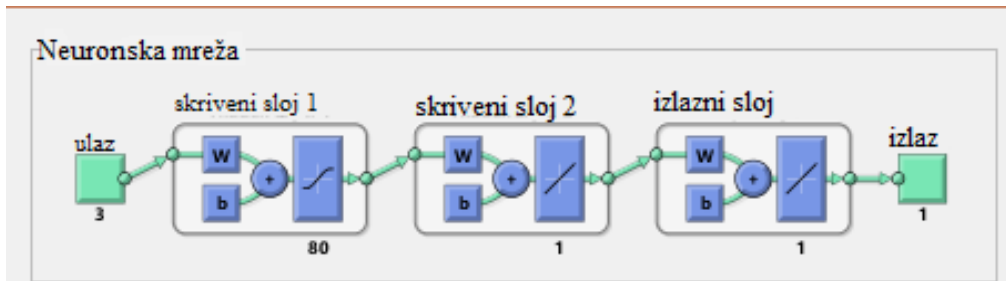 Neuronska mreža
skriveni sloj 1
skriveni sloj 2
izlazni sloj
ulaz
izlaz
W
W
W
+
+
+
b
b
b
3
80
1
1
1